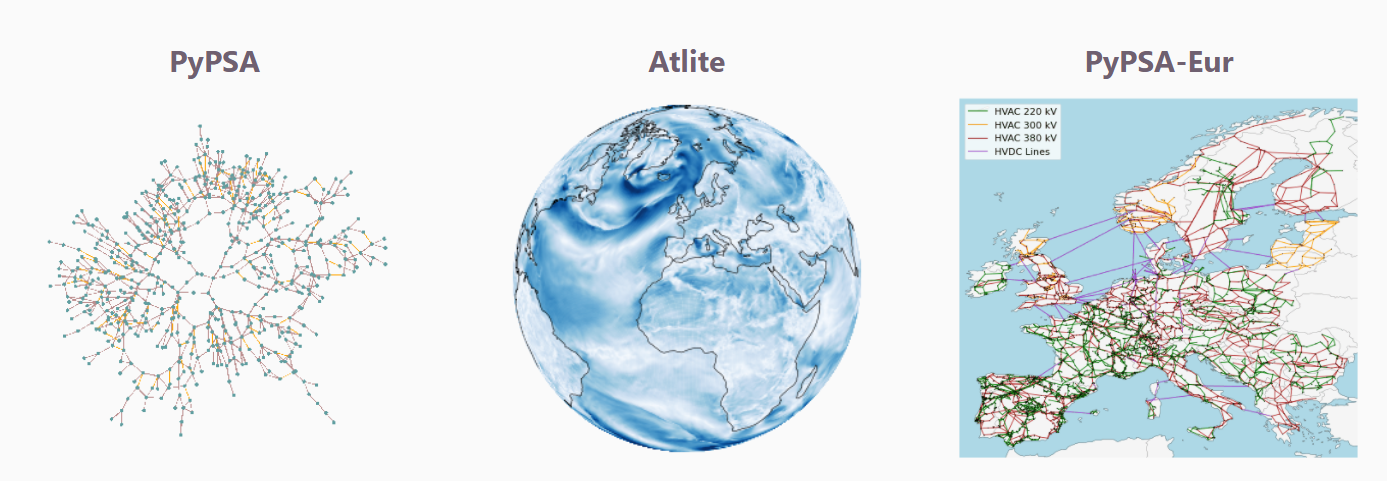 PyPSA
Atlite
PyPSA-Eur
HVAC 220 kV
HVAC 300 kV
HVAC 380 kV
HVDC Lines